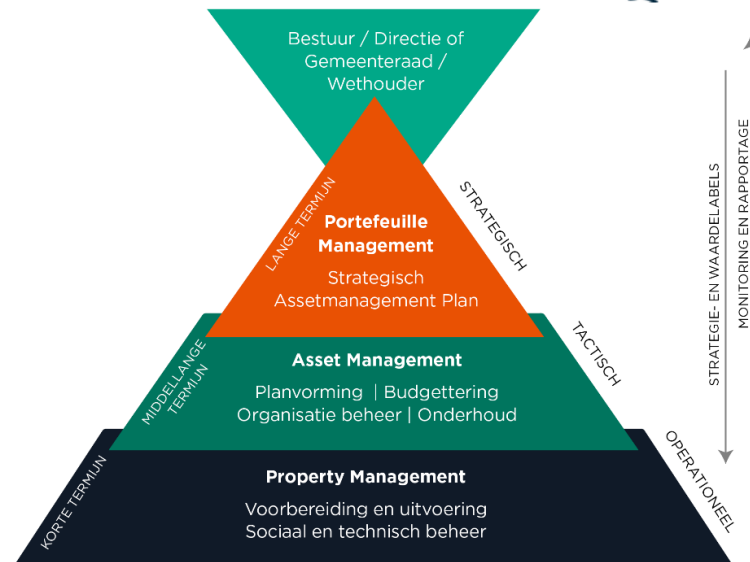 Bestuur / Directie of
Gemeenteraad /
Wethouder
LANGE TERMIJN
STRATEGISCH
Portefeuille
Management
Strategisch
Assetmanagement Plan
MIDDELLANGE
TERMIJN
TACTISCH
Asset Management
Planvorming | Budgettering
Organisatie beheer | Onderhoud
KORTE TERMIJN
OPERATIONEEL
Property Management
Voorbereiding en uitvoering
Sociaal en technisch beheer
STRATEGIE- EN WAARDELABELS
MONITORING EN RAPPORTAGE